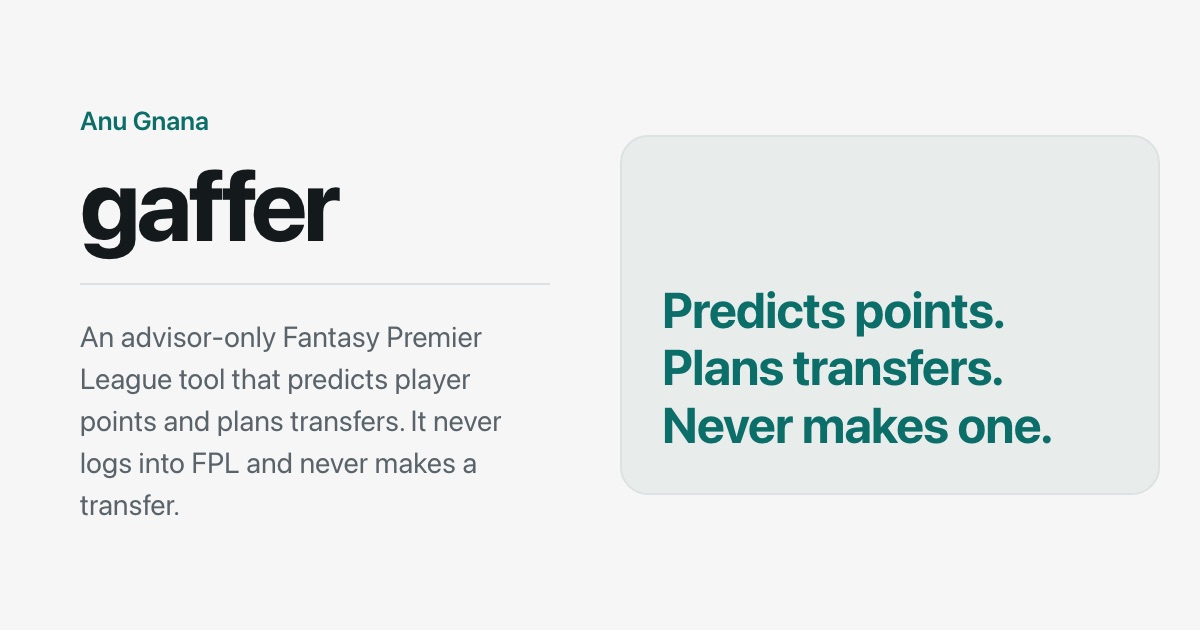 Anu Gnana
gaffer
An advisor-only Fantasy Premier
League tool that predicts player
points and plans transfers. It never
logs into FPL and never makes a
transfer.
Predicts points.
Plans transfers.
Never makes one.